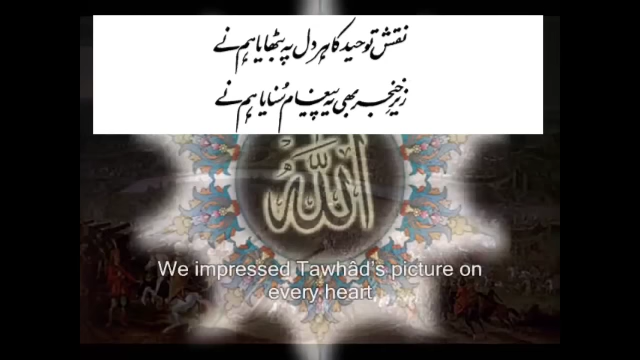 نقش توحید کا ہر دل پہ بٹھایا ہم نے
زیرِ خنجر بھی یہ پیغام سُنایا ہم نے
الله
We impressed Tawhâd's picture on
every heart,